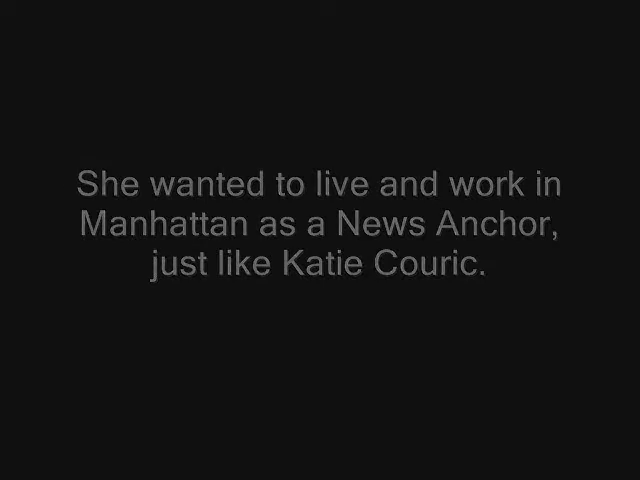 She wanted to live and work in
Manhattan as a News Anchor,
just like Katie Couric.